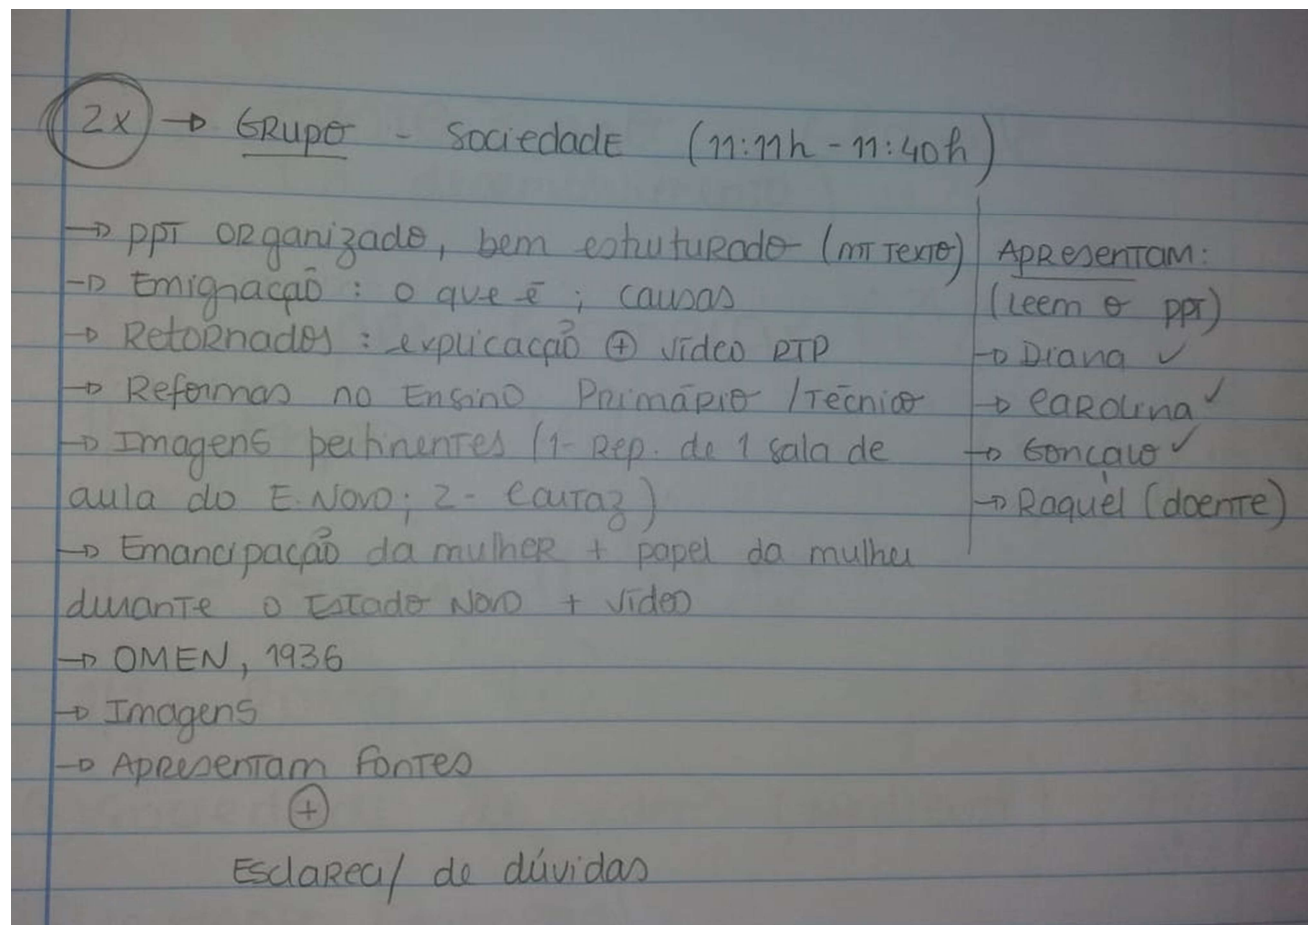 2x → GRUPO - Sociedade (11:11h - 11:40h)
→ PPT organizado, bem estruturado (mt texto)
→ Emigração : o que é ; causas
→ Retornados : explicação ⊕ vídeo RTP
→ Reformas no Ensino Primário / Técnico
→ Imagens pertinentes (1- Rep. de 1 sala de
aula do E. Novo; 2- Cartaz)
→ Emancipação da mulher + papel da mulher
durante o Estado Novo + vídeo
→ OMEN, 1936
→ Imagens
→ Apresentam fontes
⊕
Esclareci/ de dúvidas
Apresentam:
(Leem o ppt)
→ Diana ✓
→ Carolina ✓
→ Gonçalo ✓
→ Raquel (doente)